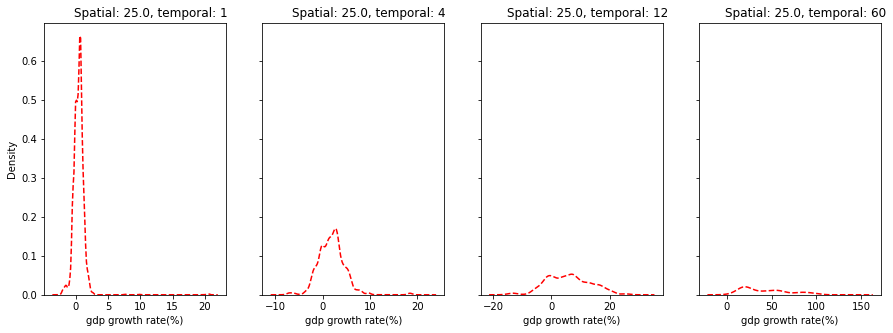 Spatial: 25.0, temporal: 1
Spatial: 25.0, temporal: 4
Spatial: 25.0, temporal: 12
Spatial: 25.0, temporal: 60
Density
0.6
0.5
0.4
0.3
0.2
0.1
0.0
0 5 10 15 20
−10 0 10 20
−20 0 20
0 50 100 150
gdp growth rate(%)
gdp growth rate(%)
gdp growth rate(%)
gdp growth rate(%)